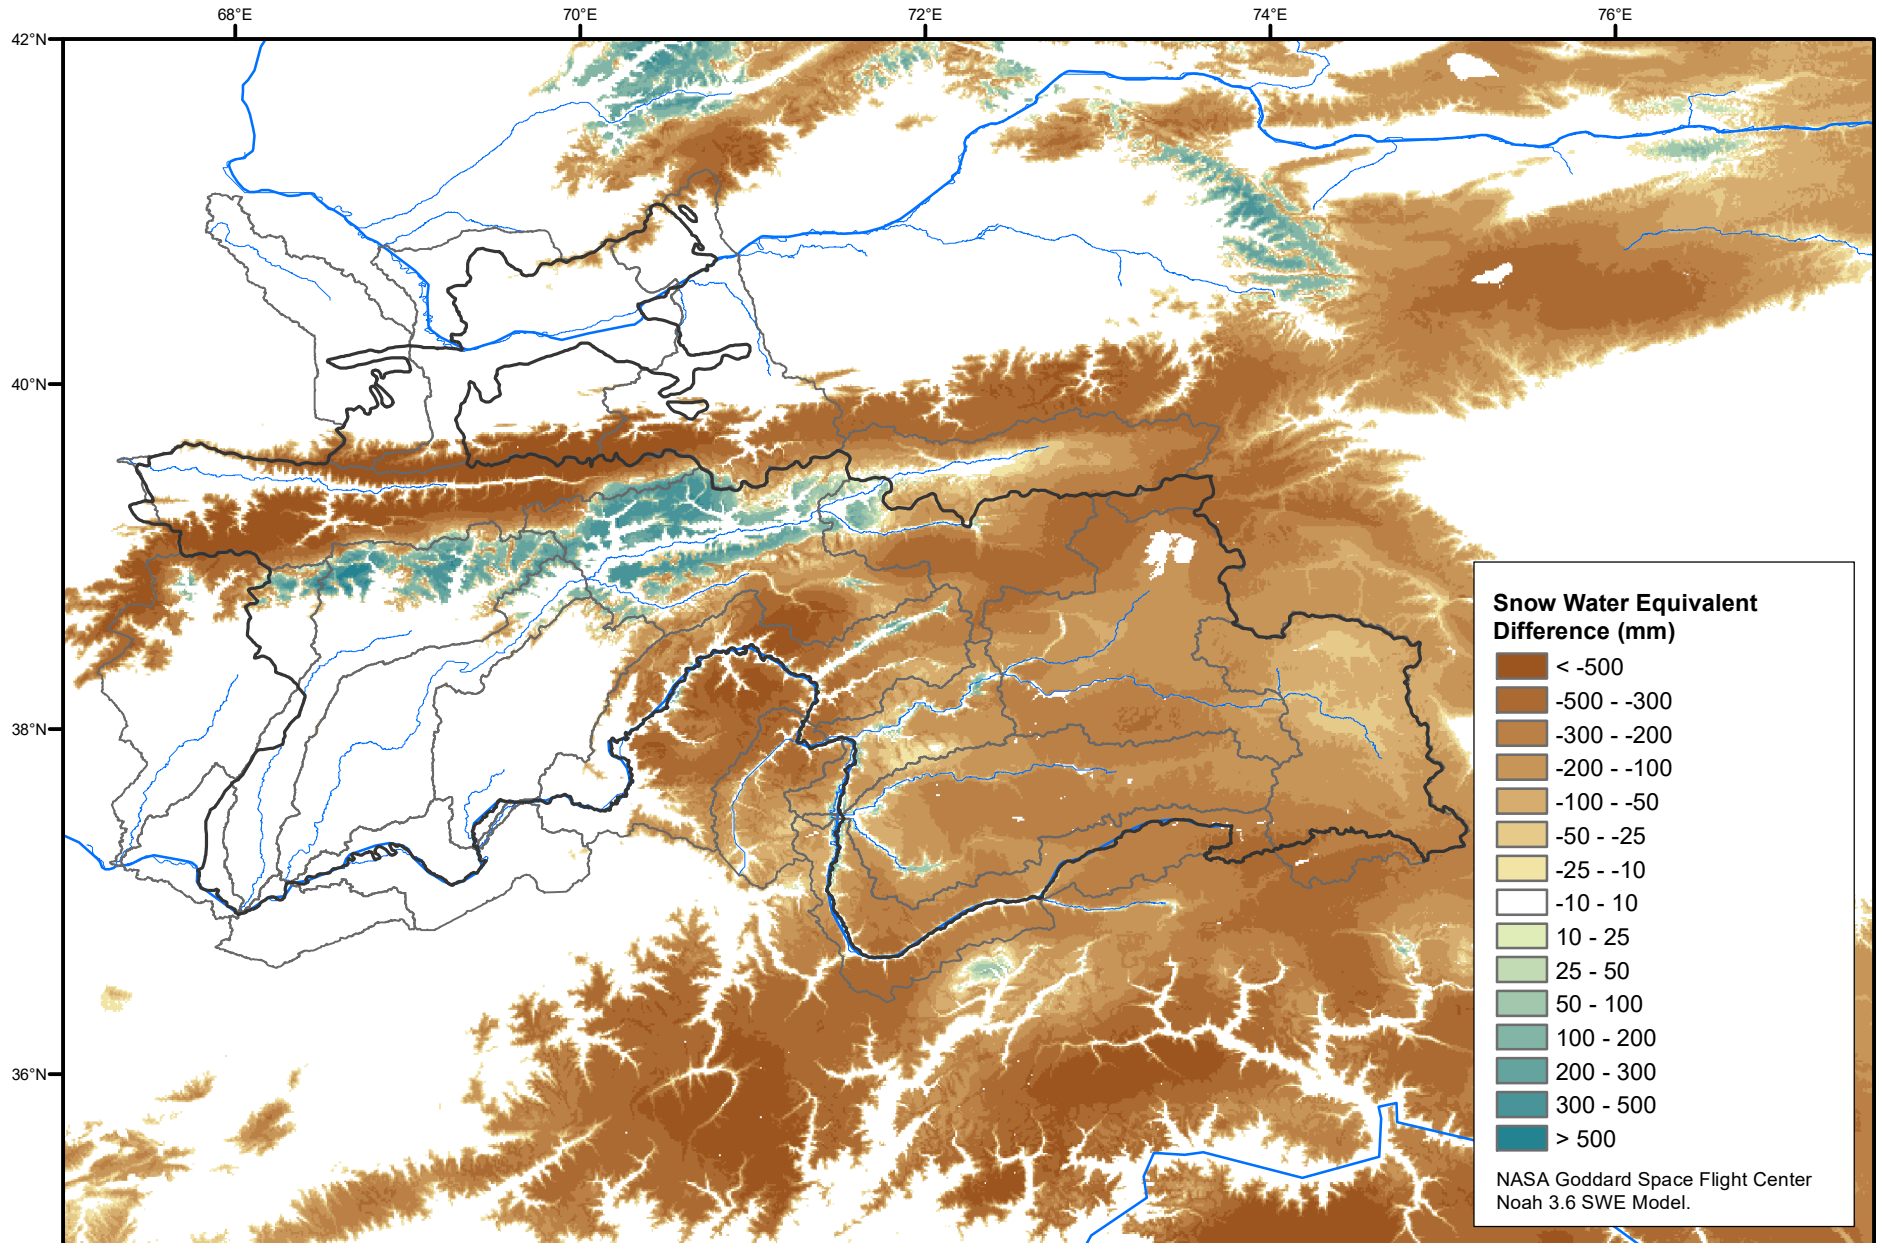 68°E
70°E
72°E
74°E
76°E
42°N
40°N
38°N
36°N
Snow Water Equivalent
Difference (mm)
< -500
-500 - -300
-300 - -200
-200 - -100
-100 - -50
-50 - -25
-25 - -10
-10 - 10
10 - 25
25 - 50
50 - 100
100 - 200
200 - 300
300 - 500
> 500
NASA Goddard Space Flight Center
Noah 3.6 SWE Model.